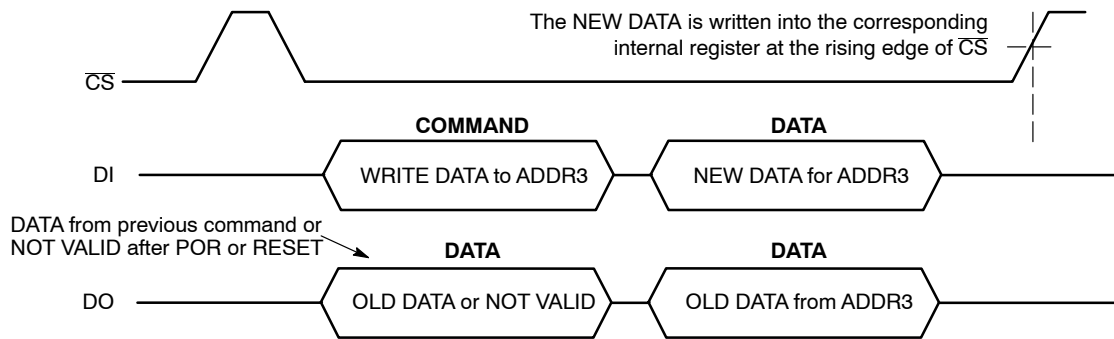 The NEW DATA is written into the corresponding
internal register at the rising edge of C̅S̅
C̅S̅
COMMAND
DATA
DI
WRITE DATA to ADDR3
NEW DATA for ADDR3
DATA from previous command or
NOT VALID after POR or RESET
DATA
DATA
DO
OLD DATA or NOT VALID
OLD DATA from ADDR3